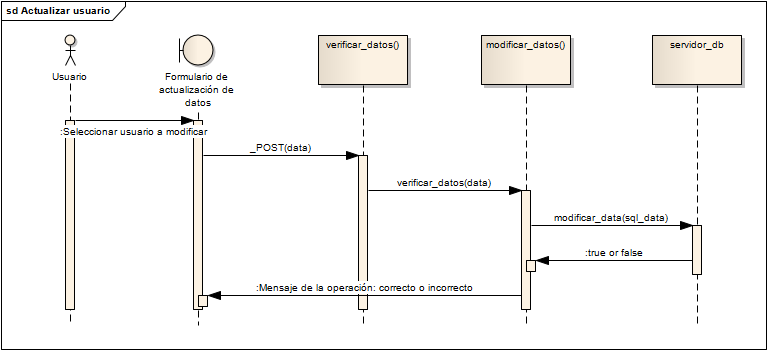 sd Actualizar usuario
verificar_datos()
modificar_datos()
servidor_db
Usuario
Formulario de
actualización de
datos
:Seleccionar usuario a modificar
_POST(data)
verificar_datos(data)
modificar_data(sql_data)
:true or false
:Mensaje de la operación: correcto o incorrecto